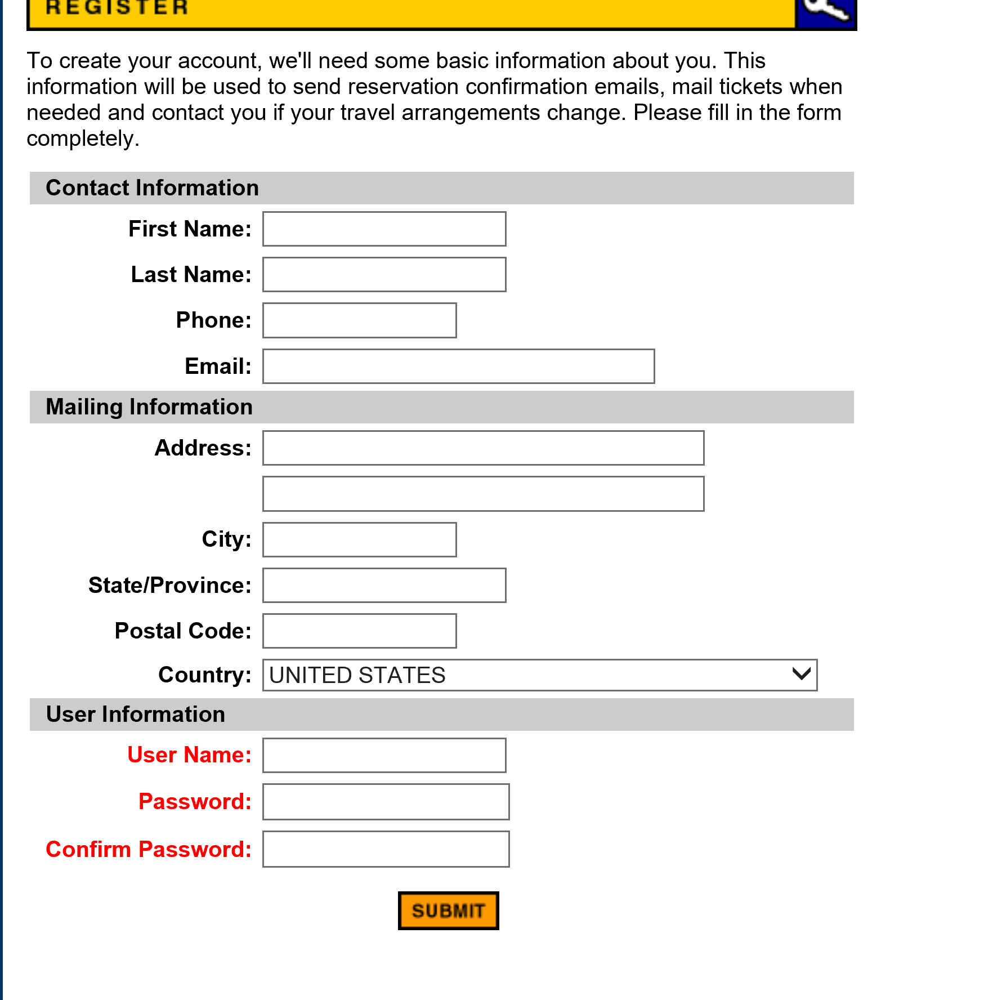 REGISTER
To create your account, we'll need some basic information about you. This
information will be used to send reservation confirmation emails, mail tickets when
needed and contact you if your travel arrangements change. Please fill in the form
completely.
Contact Information
First Name:
Last Name:
Phone:
Email:
Mailing Information
Address:
City:
State/Province:
Postal Code:
Country: UNITED STATES
User Information
User Name:
Password:
Confirm Password:
SUBMIT